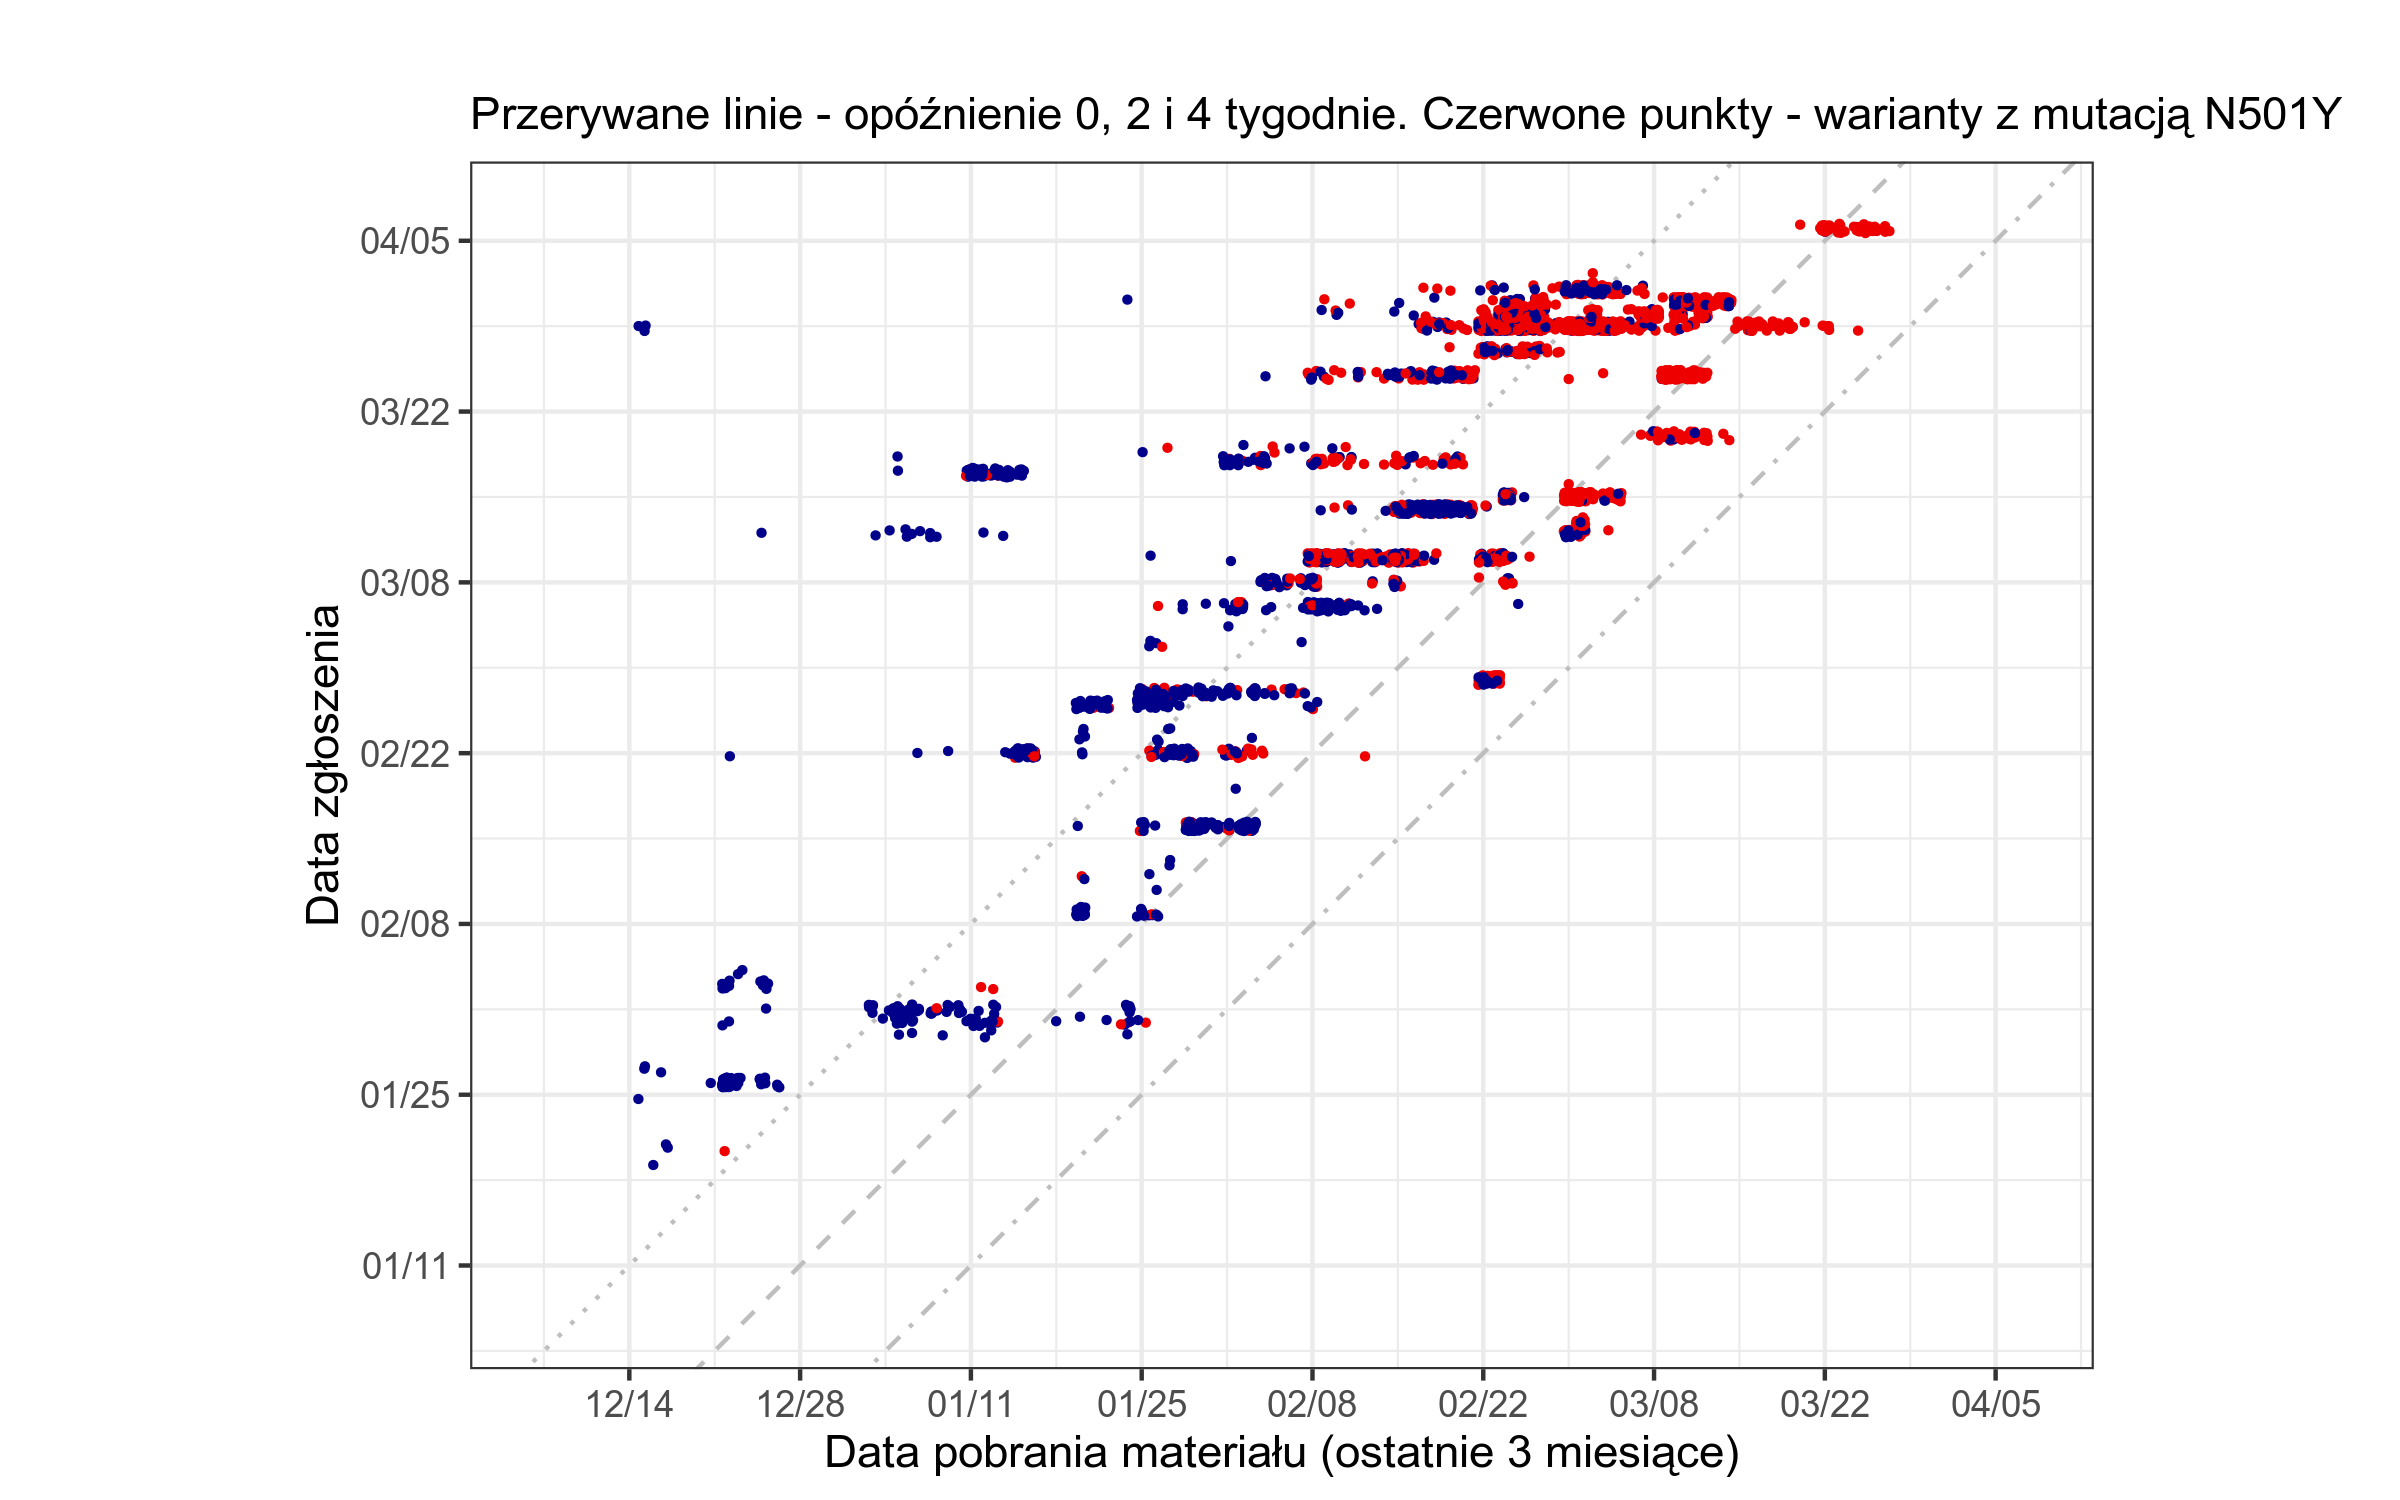 Przerywane linie - opóźnienie 0, 2 i 4 tygodnie. Czerwone punkty - warianty z mutacją N501Y
04/05
03/22
03/08
02/22
02/08
01/25
01/11
Data zgłoszenia
12/14 12/28 01/11 01/25 02/08 02/22 03/08 03/22 04/05
Data pobrania materiału (ostatnie 3 miesiące)